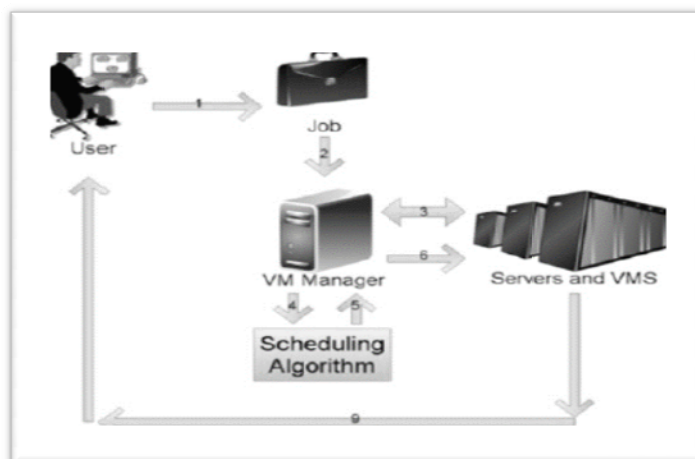 1
User
Job
2
3
6
VM Manager
Servers and VMS
4
5
Scheduling
Algorithm
9